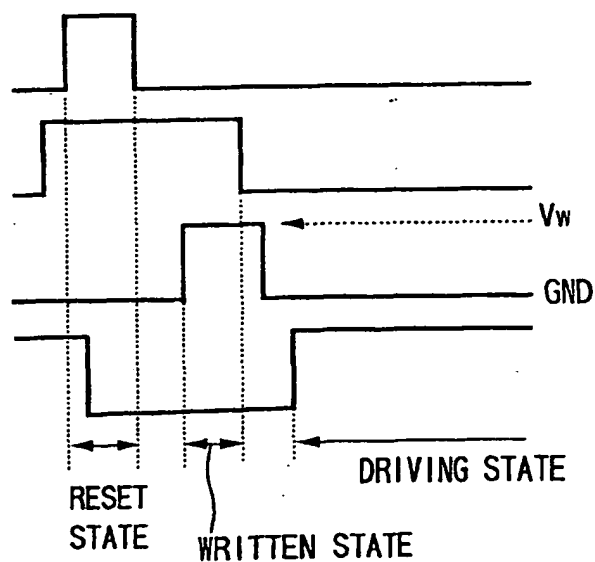 Vw
GND
DRIVING STATE
RESET
STATE
WRITTEN STATE